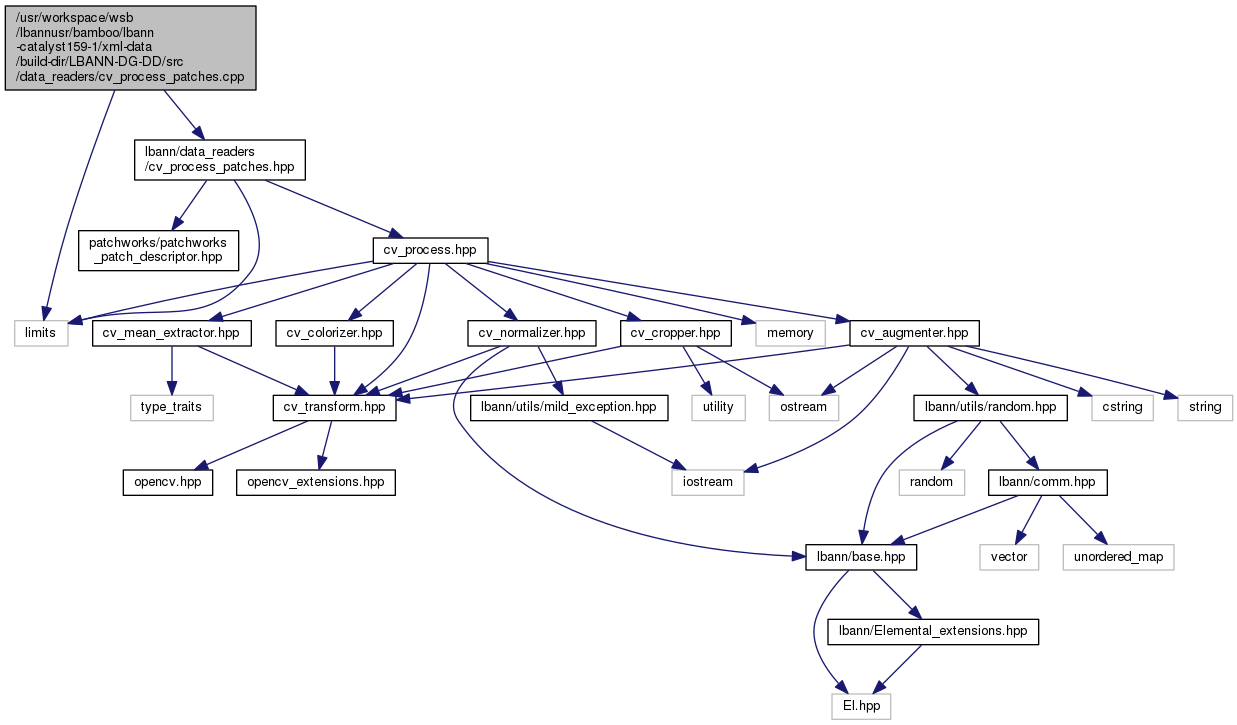 /usr/workspace/wsb
/lbannusr/bamboo/lbann
-catalyst159-1/xml-data
/build-dir/LBANN-DG-DD/src
/data_readers/cv_process_patches.cpp
lbann/data_readers
/cv_process_patches.hpp
patchworks/patchworks
_patch_descriptor.hpp
cv_process.hpp
limits
cv_mean_extractor.hpp
cv_colorizer.hpp
cv_normalizer.hpp
cv_cropper.hpp
memory
cv_augmenter.hpp
type_traits
cv_transform.hpp
lbann/utils/mild_exception.hpp
utility
ostream
lbann/utils/random.hpp
cstring
string
opencv.hpp
opencv_extensions.hpp
iostream
random
lbann/comm.hpp
lbann/base.hpp
vector
unordered_map
lbann/Elemental_extensions.hpp
El.hpp